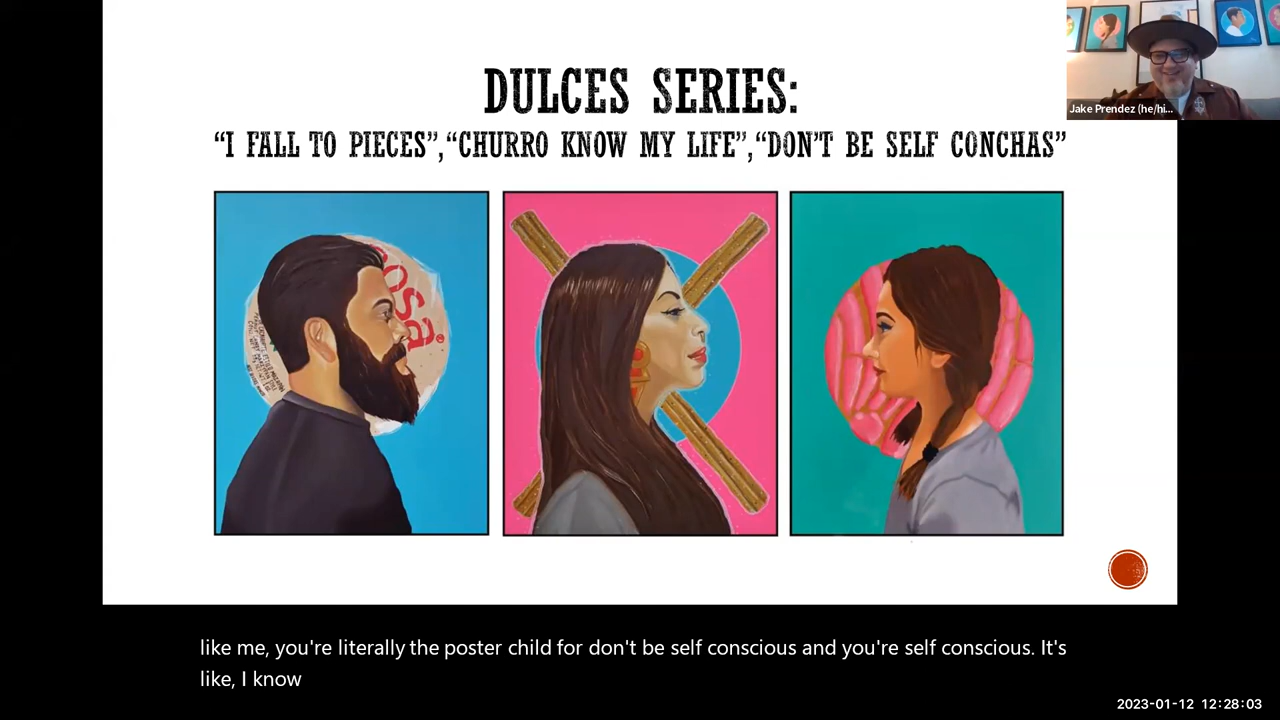 DULCES SERIES:
“I FALL TO PIECES”,“CHURRO KNOW MY LIFE”,“DON’T BE SELF CONCHAS”
Jake Prendez (he/hi...
osa®
like me, you're literally the poster child for don't be self conscious and you're self conscious. It's
like, I know
2023-01-12 12:28:03